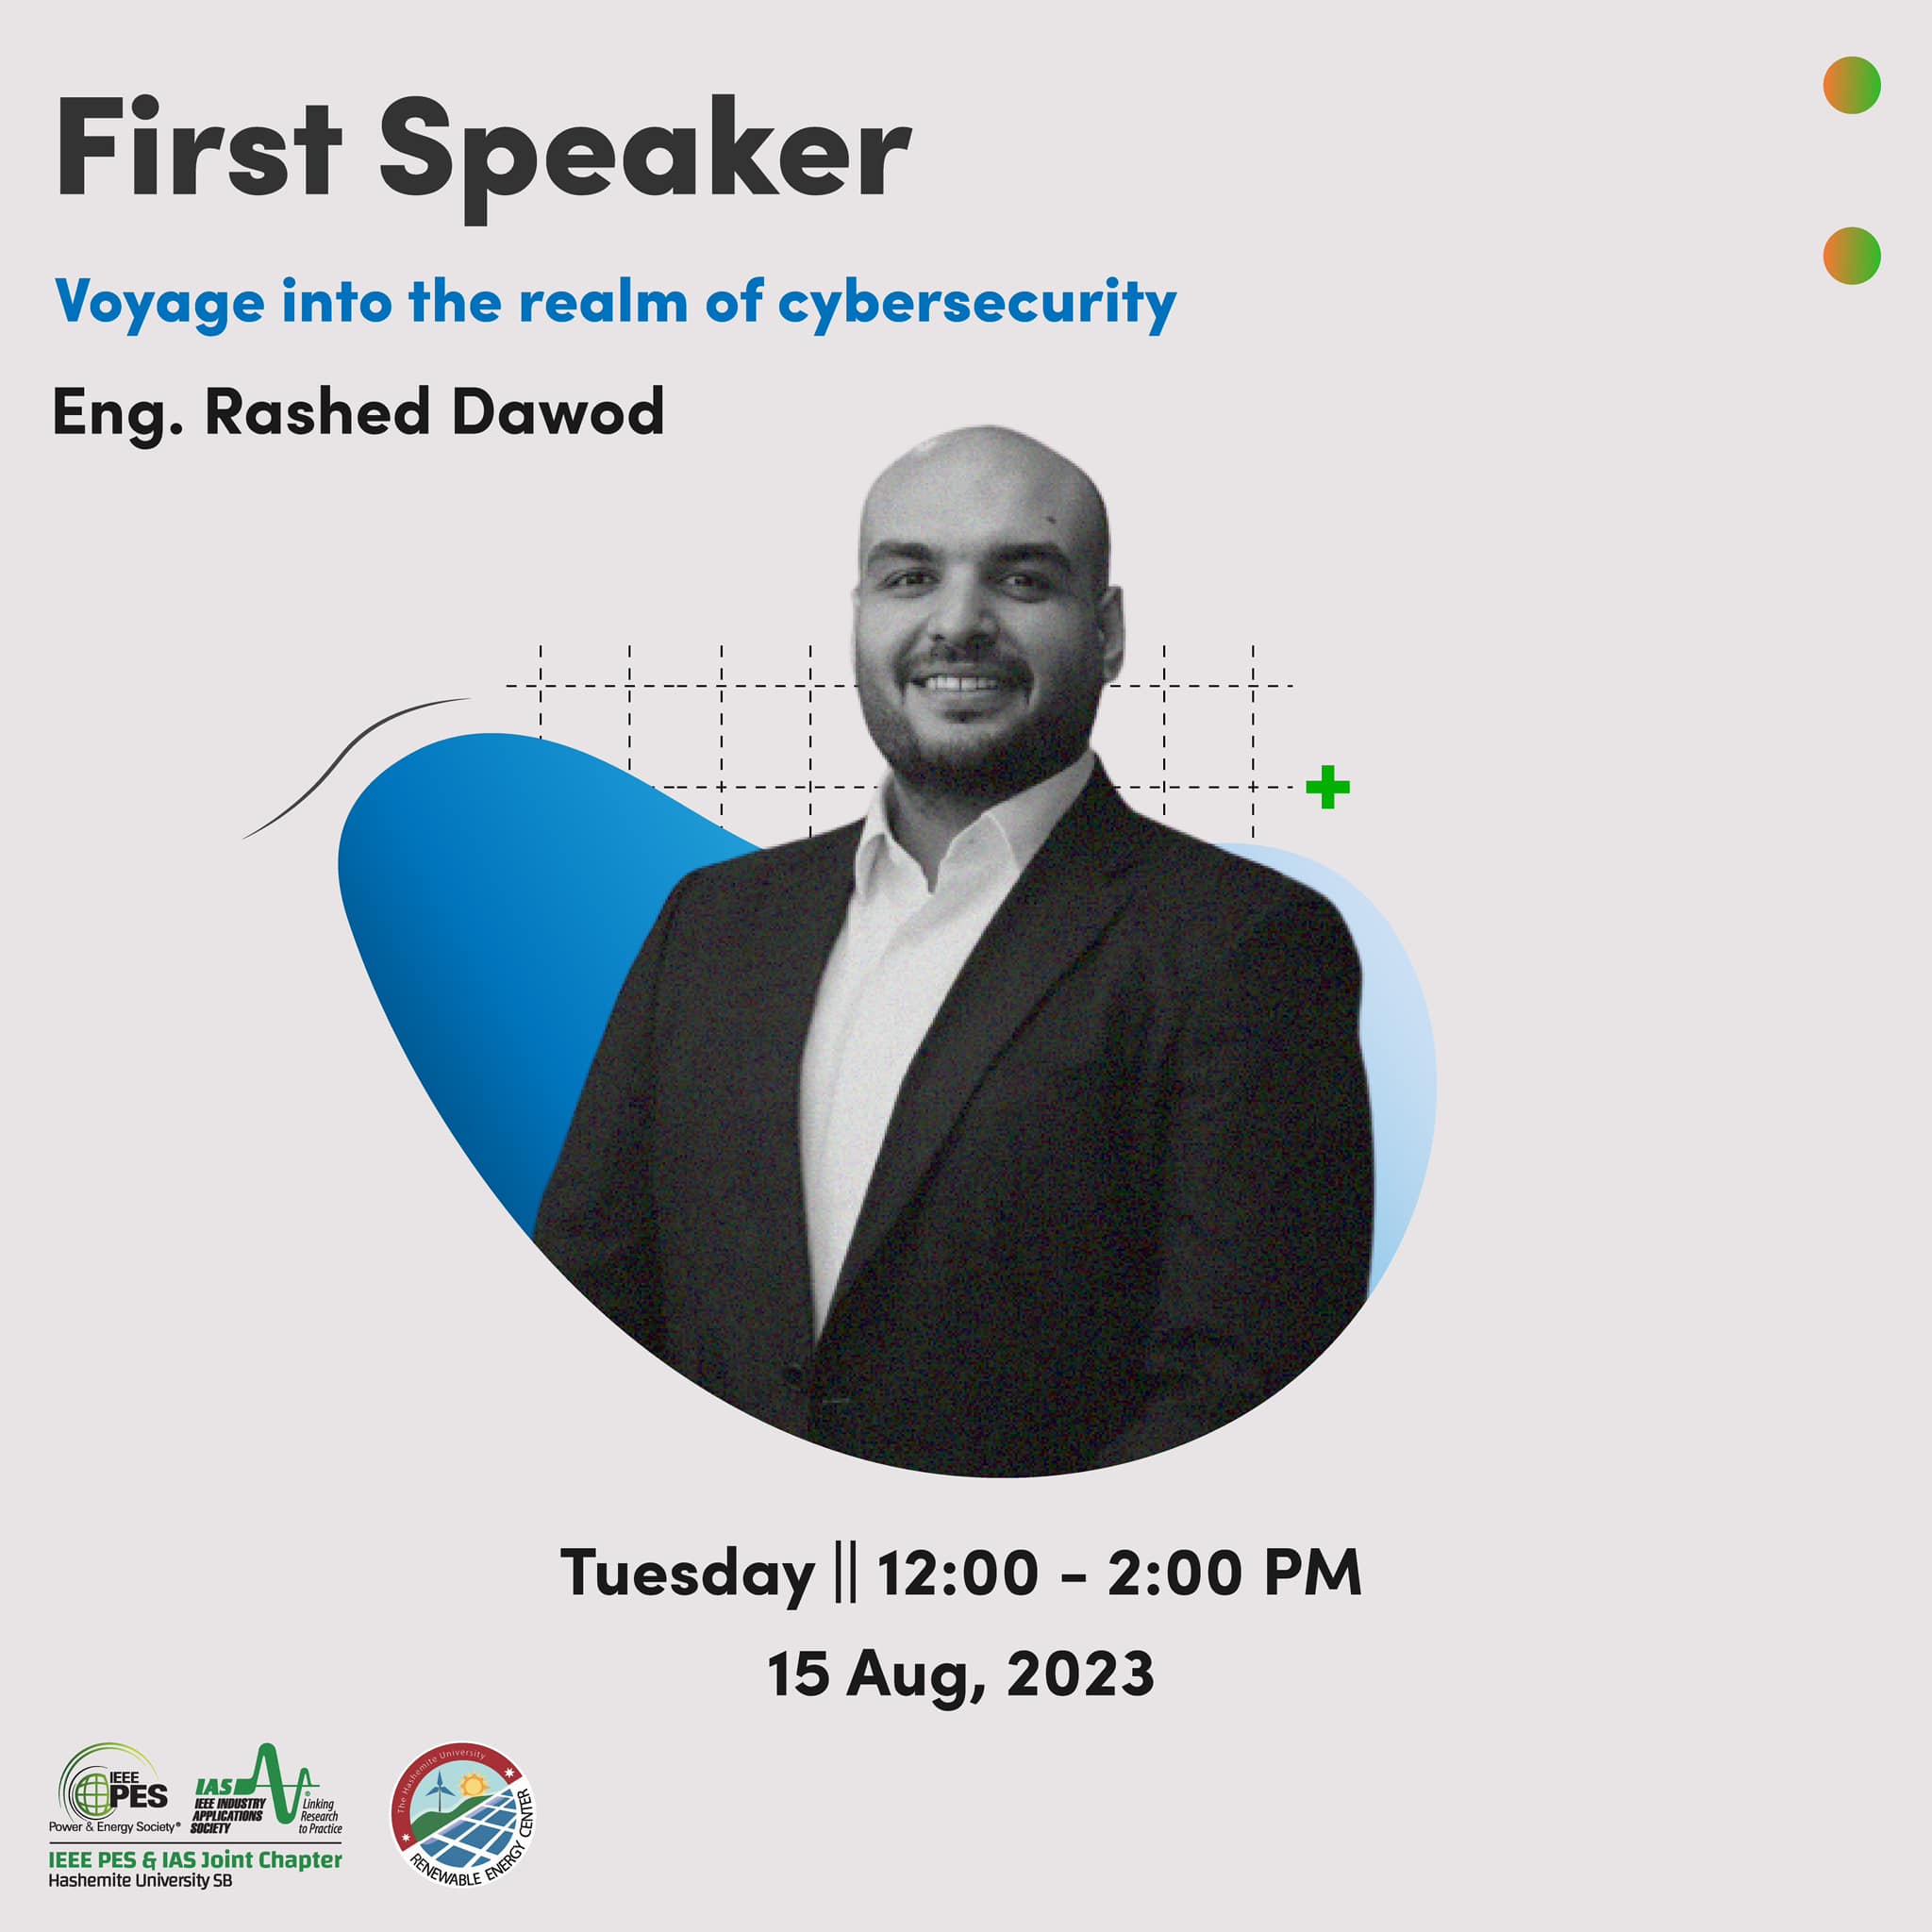 First Speaker
Voyage into the realm of cybersecurity
Eng. Rashed Dawod
Tuesday || 12:00 - 2:00 PM
15 Aug, 2023
IEEE
PES
Power & Energy Society®
IAS
IEEE INDUSTRY
APPLICATIONS
SOCIETY
®
Linking
Research
to Practice
IEEE PES & IAS Joint Chapter
Hashemite University SB
The Hashemite University
RENEWABLE ENERGY CENTER